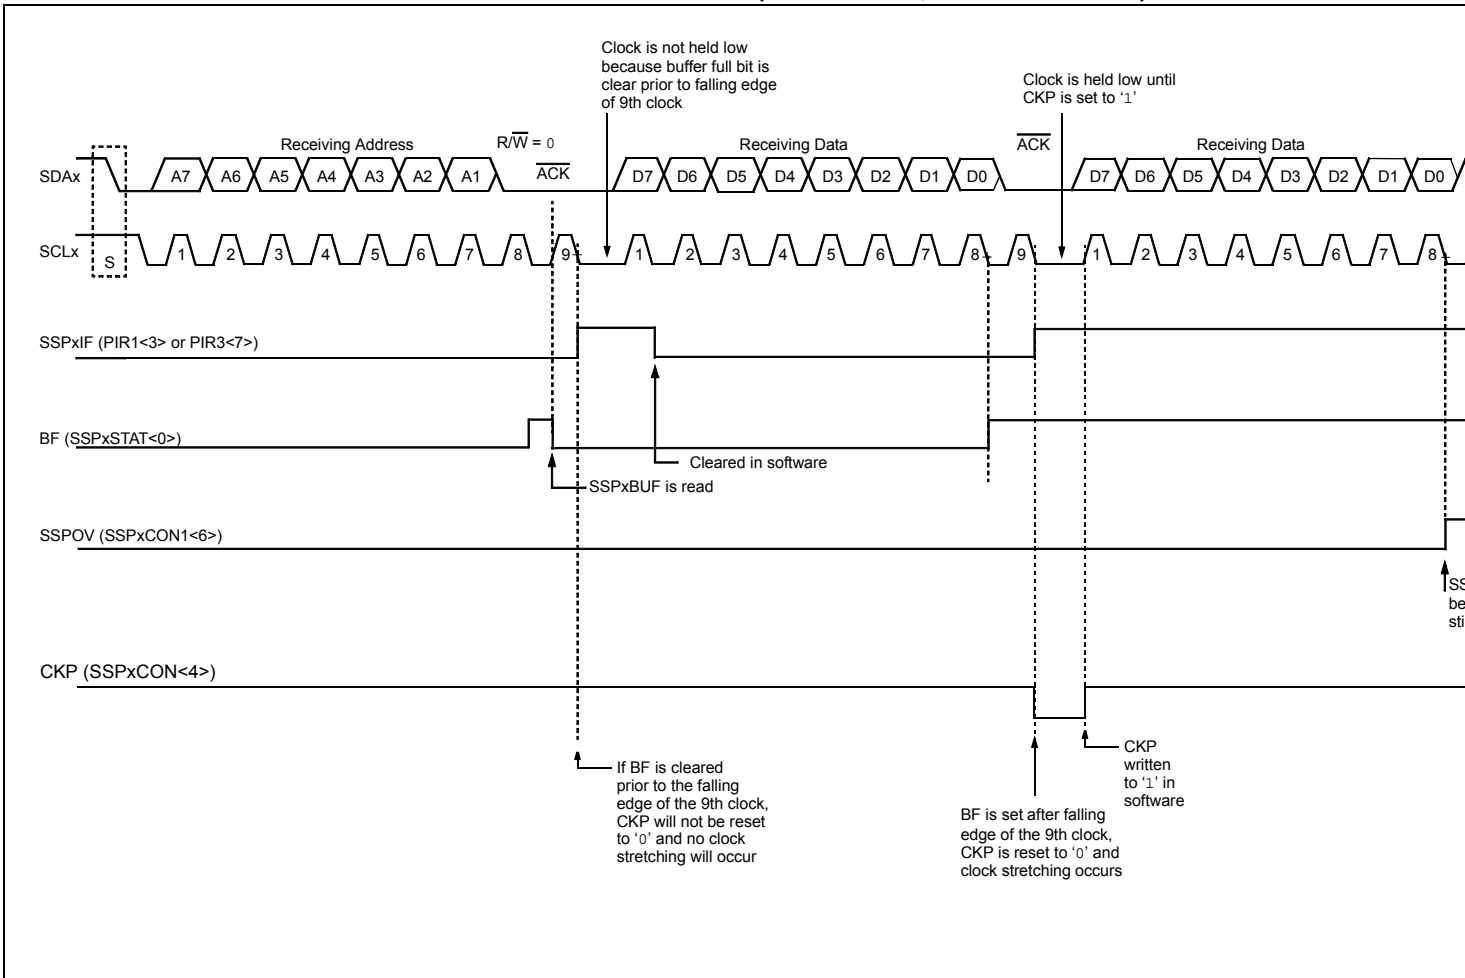 Clock is not held low
because buffer full bit is
clear prior to falling edge
of 9th clock
Clock is held low until
CKP is set to ‘1’
Receiving Address
R/W = 0
ACK
Receiving Data
ACK
Receiving Data
SDAx
A7 A6 A5 A4 A3 A2 A1
D7 D6 D5 D4 D3 D2 D1 D0
D7 D6 D5 D4 D3 D2 D1 D0
SCLx
S
1 2 3 4 5 6 7 8 9
1 2 3 4 5 6 7 8 9
1 2 3 4 5 6 7 8
SSPxIF (PIR1<3> or PIR3<7>)
BF (SSPxSTAT<0>)
Cleared in software
SSPxBUF is read
SSPOV (SSPxCON1<6>)
be
sti
CKP (SSPxCON<4>)
If BF is cleared
prior to the falling
edge of the 9th clock,
CKP will not be reset
to ‘0’ and no clock
stretching will occur
CKP
written
to ‘1’ in
software
BF is set after falling
edge of the 9th clock,
CKP is reset to ‘0’ and
clock stretching occurs